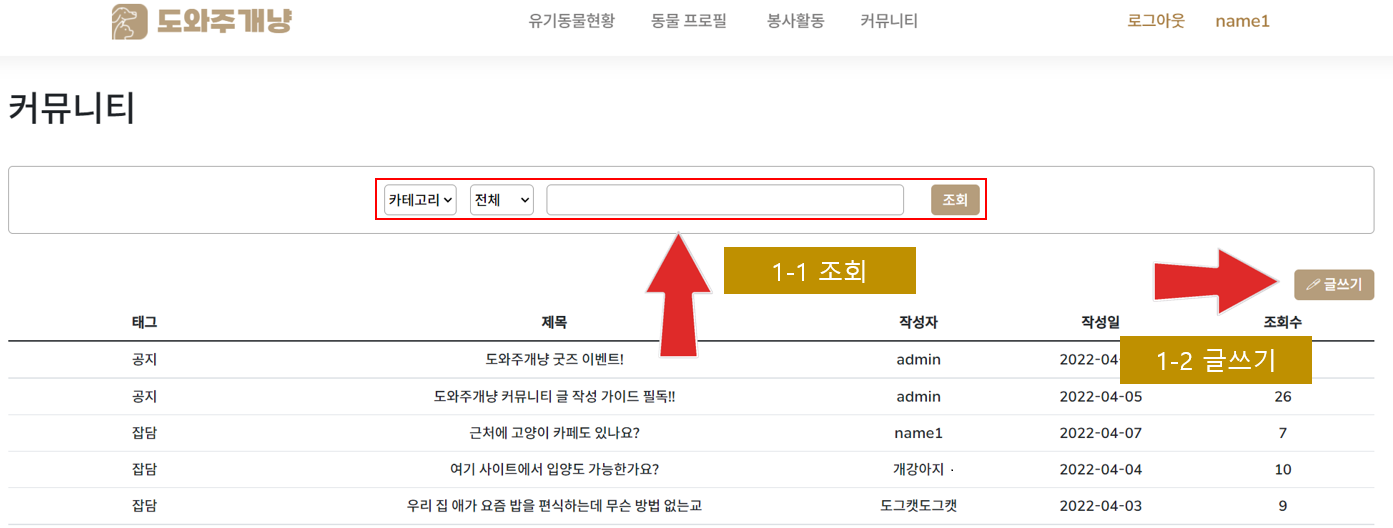 도와주개냥 유기동물현황 동물 프로필 봉사활동 커뮤니티 로그아웃 name1
커뮤니티
카테고리 전체 조회
1-1 조회
글쓰기
태그 제목 작성자 작성일 조회수
1-2 글쓰기
공지 도와주개냥 굿즈 이벤트! admin 2022-04-
공지 도와주개냥 커뮤니티 글 작성 가이드 필독!! admin 2022-04-05 26
잡담 근처에 고양이 카페도 있나요? name1 2022-04-07 7
잡담 여기 사이트에서 입양도 가능한가요? 개강아지 · 2022-04-04 10
잡담 우리 집 애가 요즘 밥을 편식하는데 무슨 방법 없는교 도그캣도그캣 2022-04-03 9